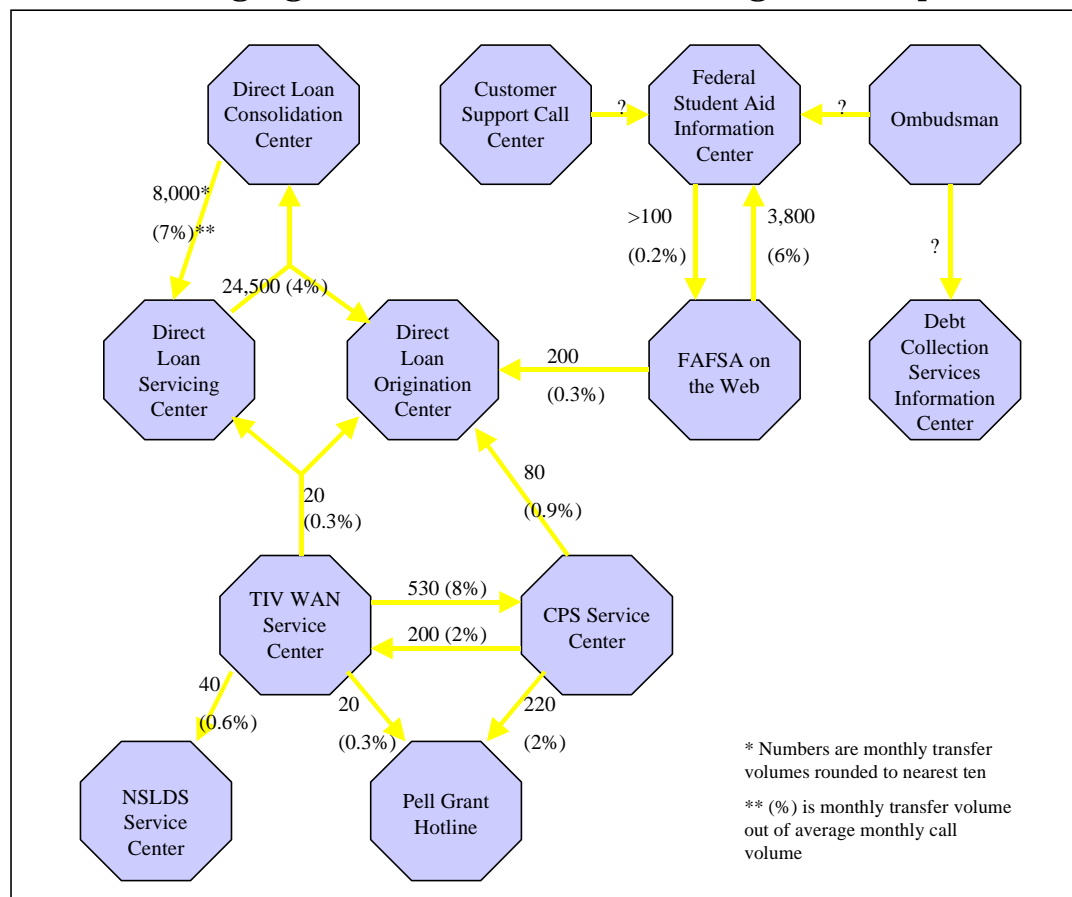 Direct Loan
Consolidation
Center
Customer
Support Call
Center
?
Federal
Student Aid
Information
Center
?
Ombudsman
8,000*
(7%)**
>100
(0.2%)
3,800
(6%)
?
24,500 (4%)
Direct
Loan
Servicing
Center
Direct
Loan
Origination
Center
200
(0.3%)
FAFSA on
the Web
Debt
Collection
Services
Information
Center
20
(0.3%)
80
(0.9%)
TIV WAN
Service
Center
530 (8%)
200 (2%)
CPS Service
Center
40
(0.6%)
20
(0.3%)
220
(2%)
NSLDS
Service
Center
Pell Grant
Hotline
* Numbers are monthly transfer
volumes rounded to nearest ten
** (%) is monthly transfer volume
out of average monthly call
volume